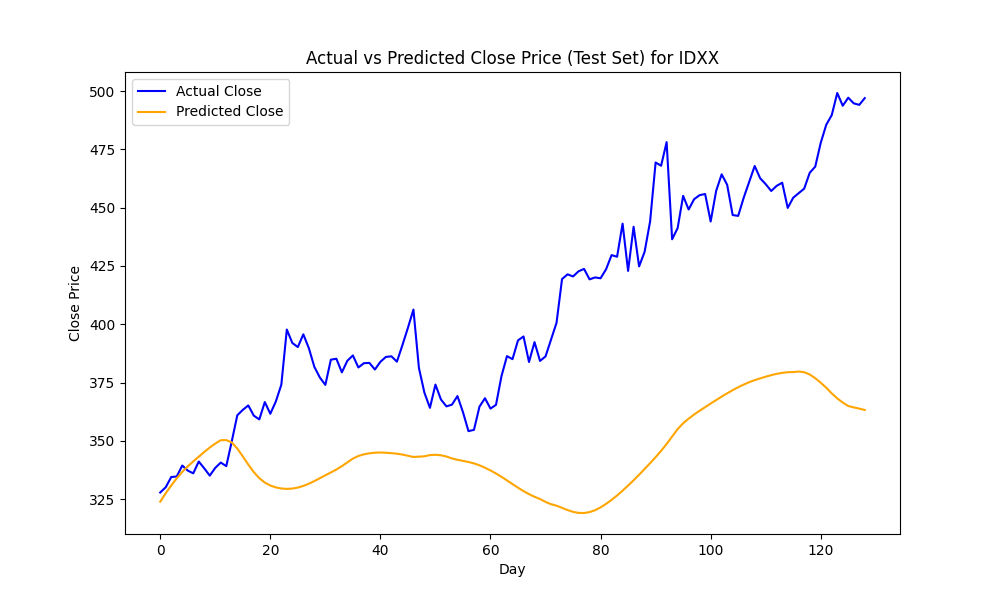 Actual vs Predicted Close Price (Test Set) for IDXX
Actual Close
Predicted Close
Close Price
500
475
450
425
400
375
350
325
0 20 40 60 80 100 120
Day